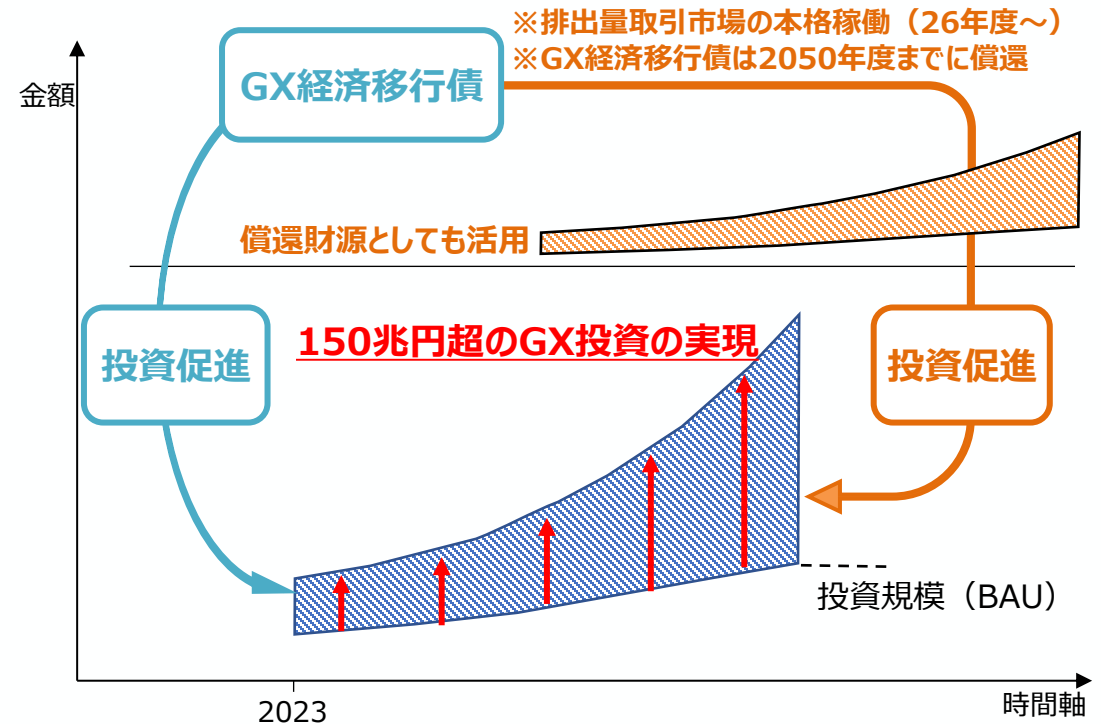 ※排出量取引市場の本格稼働（26年度～）
※GX経済移行債は2050年度までに償還
金額
GX経済移行債
償還財源としても活用
150兆円超のGX投資の実現
投資促進
投資促進
投資規模（BAU）
2023
時間軸